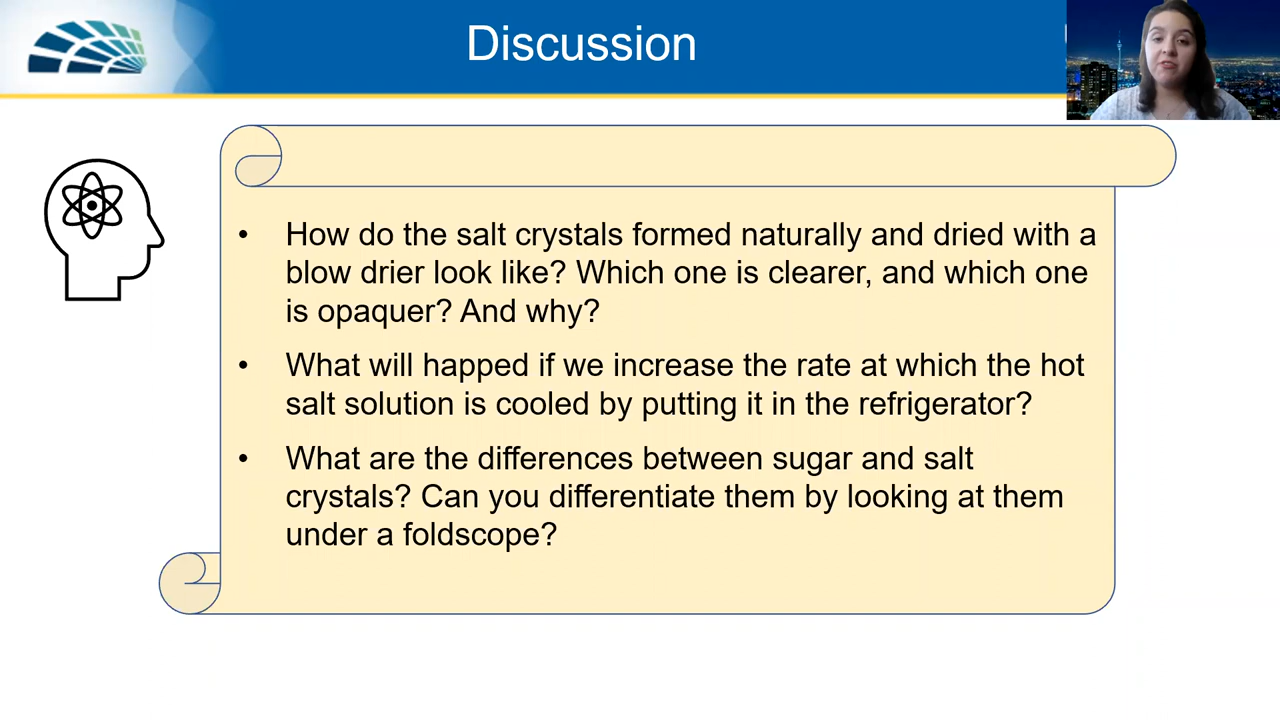 Discussion
• How do the salt crystals formed naturally and dried with a
blow drier look like? Which one is clearer, and which one
is opaquer? And why?
• What will happed if we increase the rate at which the hot
salt solution is cooled by putting it in the refrigerator?
• What are the differences between sugar and salt
crystals? Can you differentiate them by looking at them
under a foldscope?